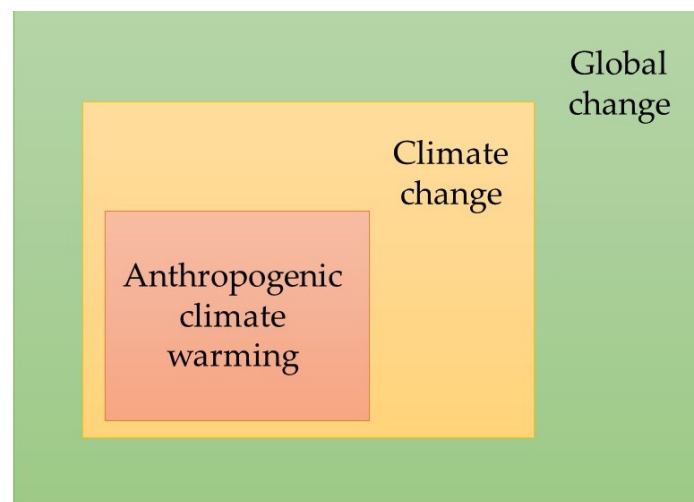 Global
change
Climate
change
Anthropogenic
climate
warming